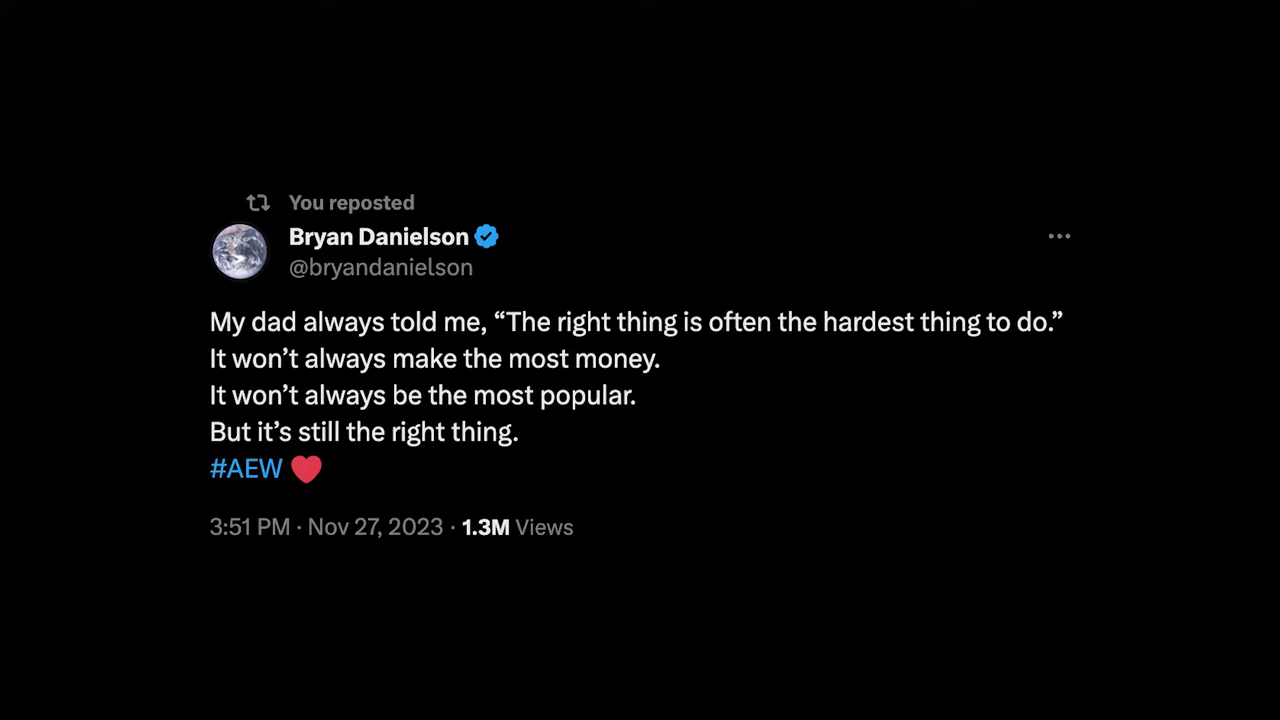 You reposted
Bryan Danielson
@bryandanielson
My dad always told me, “The right thing is often the hardest thing to do.”
It won’t always make the most money.
It won’t always be the most popular.
But it’s still the right thing.
#AEW ❤️
3:51 PM · Nov 27, 2023 · 1.3M Views